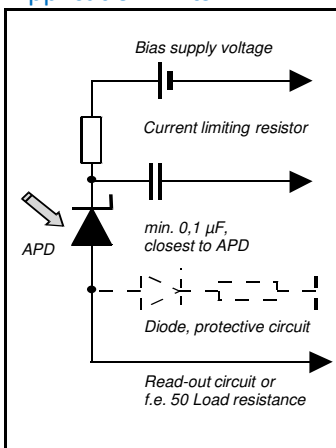 Bias supply voltage
Current limiting resistor
min. 0,1 µF,
closest to APD
APD
Diode, protective circuit
Read-out circuit or
f.e. 50 Load resistance